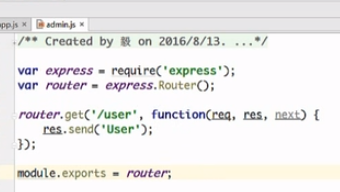 app.js × admin.js ×
/** Created by 毅 on 2016/8/13. ...*/
var express = require('express');
var router = express.Router();
router.get('/user', function(req, res, next) {
res.send('User');
});
module.exports = router;